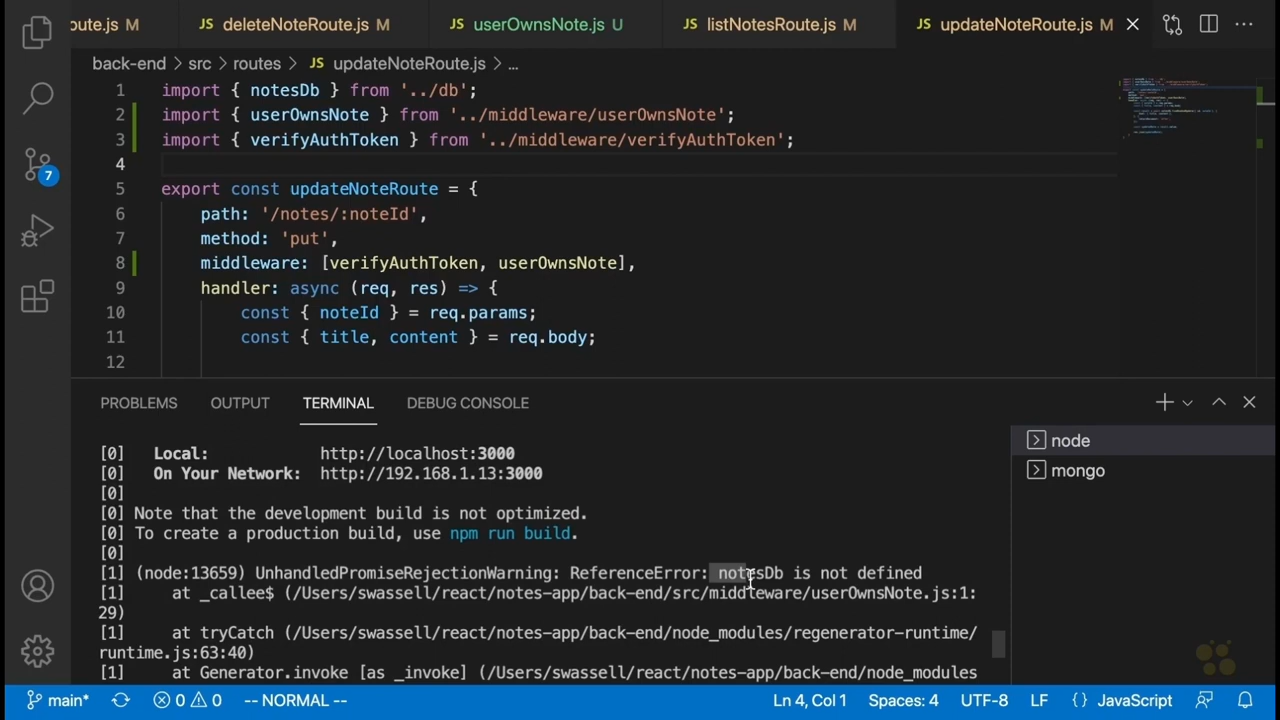 oute.js M
JS deleteNoteRoute.js M
JS userOwnsNote.js U
JS listNotesRoute.js M
JS updateNoteRoute.js M
back-end > src > routes > JS updateNoteRoute.js > ...
1 import { notesDb } from '../db';
2 import { userOwnsNote } from '../middleware/userOwnsNote';
3 import { verifyAuthToken } from '../middleware/verifyAuthToken';
4
5 export const updateNoteRoute = {
6 path: '/notes/:noteId',
7 method: 'put',
8 middleware: [verifyAuthToken, userOwnsNote],
9 handler: async (req, res) => {
10 const { noteId } = req.params;
11 const { title, content } = req.body;
12
7
PROBLEMS OUTPUT TERMINAL DEBUG CONSOLE
node
mongo
[0] Local: http://localhost:3000
[0] On Your Network: http://192.168.1.13:3000
[0]
[0] Note that the development build is not optimized.
[0] To create a production build, use npm run build.
[0]
[1] (node:13659) UnhandledPromiseRejectionWarning: ReferenceError: notesDb is not defined
[1] at _callee$ (/Users/swassell/react/notes-app/back-end/src/middleware/userOwnsNote.js:1:
29)
[1] at tryCatch (/Users/swassell/react/notes-app/back-end/node_modules/regenerator-runtime/
runtime.js:63:40)
[1] at Generator.invoke [as _invoke] (/Users/swassell/react/notes-app/back-end/node_modules
main* 0 0 -- NORMAL -- Ln 4, Col 1 Spaces: 4 UTF-8 LF {} JavaScript